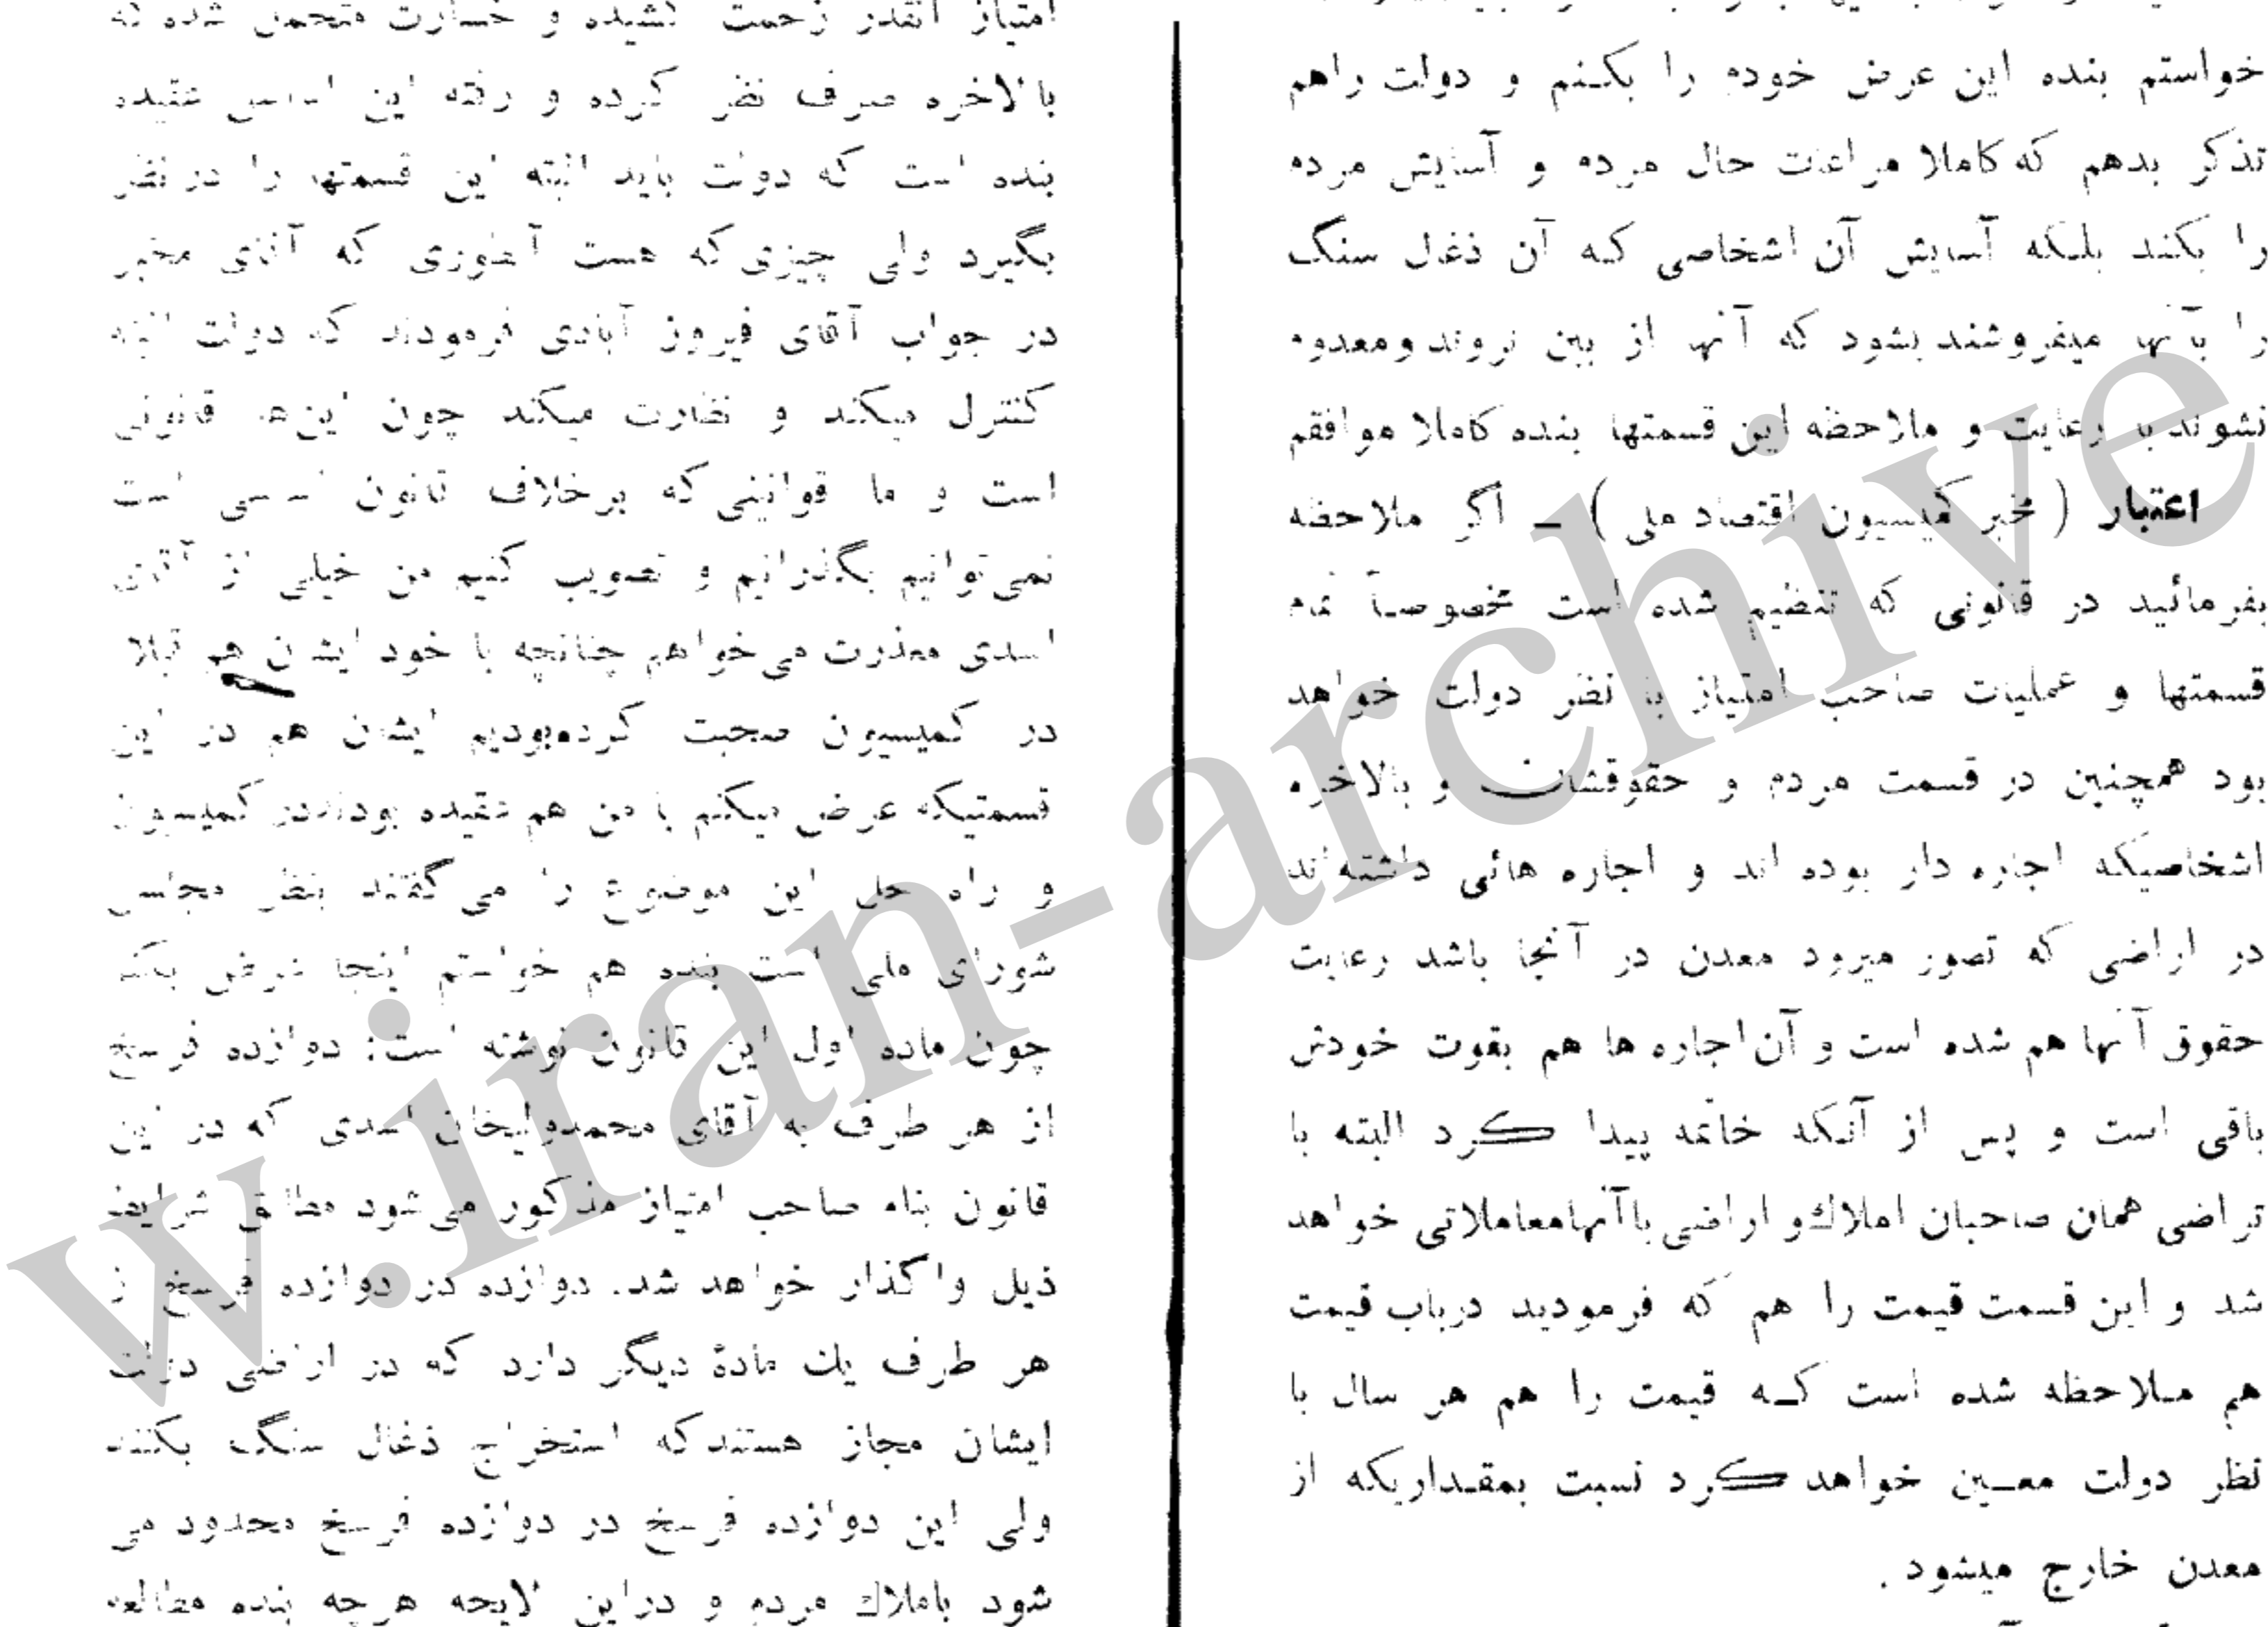 خواستم بنده این عرض خودم را بکنم و دولت راهم
تذکر بدهم که کاملا مراعات حال مردم و آسایش مردم
را بکنند بلکه آسایش آن اشخاصی که آن ذغال سنگ
را بآنها میفروشند بشود که آنها از بین نروند و معدوم
نشوند با رعایت و ملاحظه این قسمتها بنده کاملا موافقم
اعتبار ( مخبر کمیسیون اقتصاد ملی ) ـ اگر ملاحظه
بفرمائید در قانونی که تنظیم شده است مخصوصاً تمام
قسمتها و عملیات صاحب امتیاز با نظر دولت خواهد
بود همچنین در قسمت مردم و حقوقشان و بالاخره
اشخاصیکه اجاره دار بوده اند و اجاره هائی داشته اند
در اراضی که تصور میرود معدن در آنجا باشد رعایت
حقوق آنها هم شده است و آن اجاره ها هم بقوت خودش
باقی است و پس از آنکه خاتمه پیدا کرد البته با
تراضی همان صاحبان املاك و اراضی با آنها معاملاتی خواهد
شد و این قسمت قیمت را هم که فرمودید درباب قیمت
هم ملاحظه شده است که قیمت را هم هر سال با
نظر دولت معین خواهد کرد نسبت بمقداریکه از
معدن خارج میشود .
امتیاز آنقدر زحمت کشیده و خسارت متحمل شده که
بالاخره صرف نظر کرده و رفته این اساس عقیده
بنده است که دولت باید البته این قسمتها را در نظر
بگیرد ولی چیزی که هست آنطوری که آقای مخبر
در جواب آقای فیروز آبادی فرمودند که دولت البته
کنترل میکند و نظارت میکند چون اینها قانونی
است و ما قوانینی که برخلاف قانون اساسی است
نمی توانیم بگذرانیم و تصویب کنیم من خیلی از آقای
اسدی معذرت می خواهم چنانچه با خود ایشان هم قبلا
در کمیسیون صحبت کرده بودیم ایشان هم در این
قسمتیکه عرض میکنم با من هم عقیده بودند در کمیسیون
و راه حل این موضوع را می گفتند بنظر مجلس
شورای ملی است بنده هم خواستم اینجا عرض بکنم
چون ماده اول این قانون نوشته است: دوازده فرسخ
از هر طرف به آقای محمدولیخان اسدی که در این
قانون بنام صاحب امتیاز مذکور می شود مطابق شرایط
ذیل واگذار خواهد شد. دوازده در دوازده فرسخ از
هر طرف یك مادۀ دیگر دارد که در اراضی دولت
ایشان مجاز هستند که استخراج ذغال سنگ بکنند
ولی این دوازده فرسخ در دوازده فرسخ محدود می
شود باملاك مردم و در این لایحه هرچه بنده مطالعه
w.iran-archive